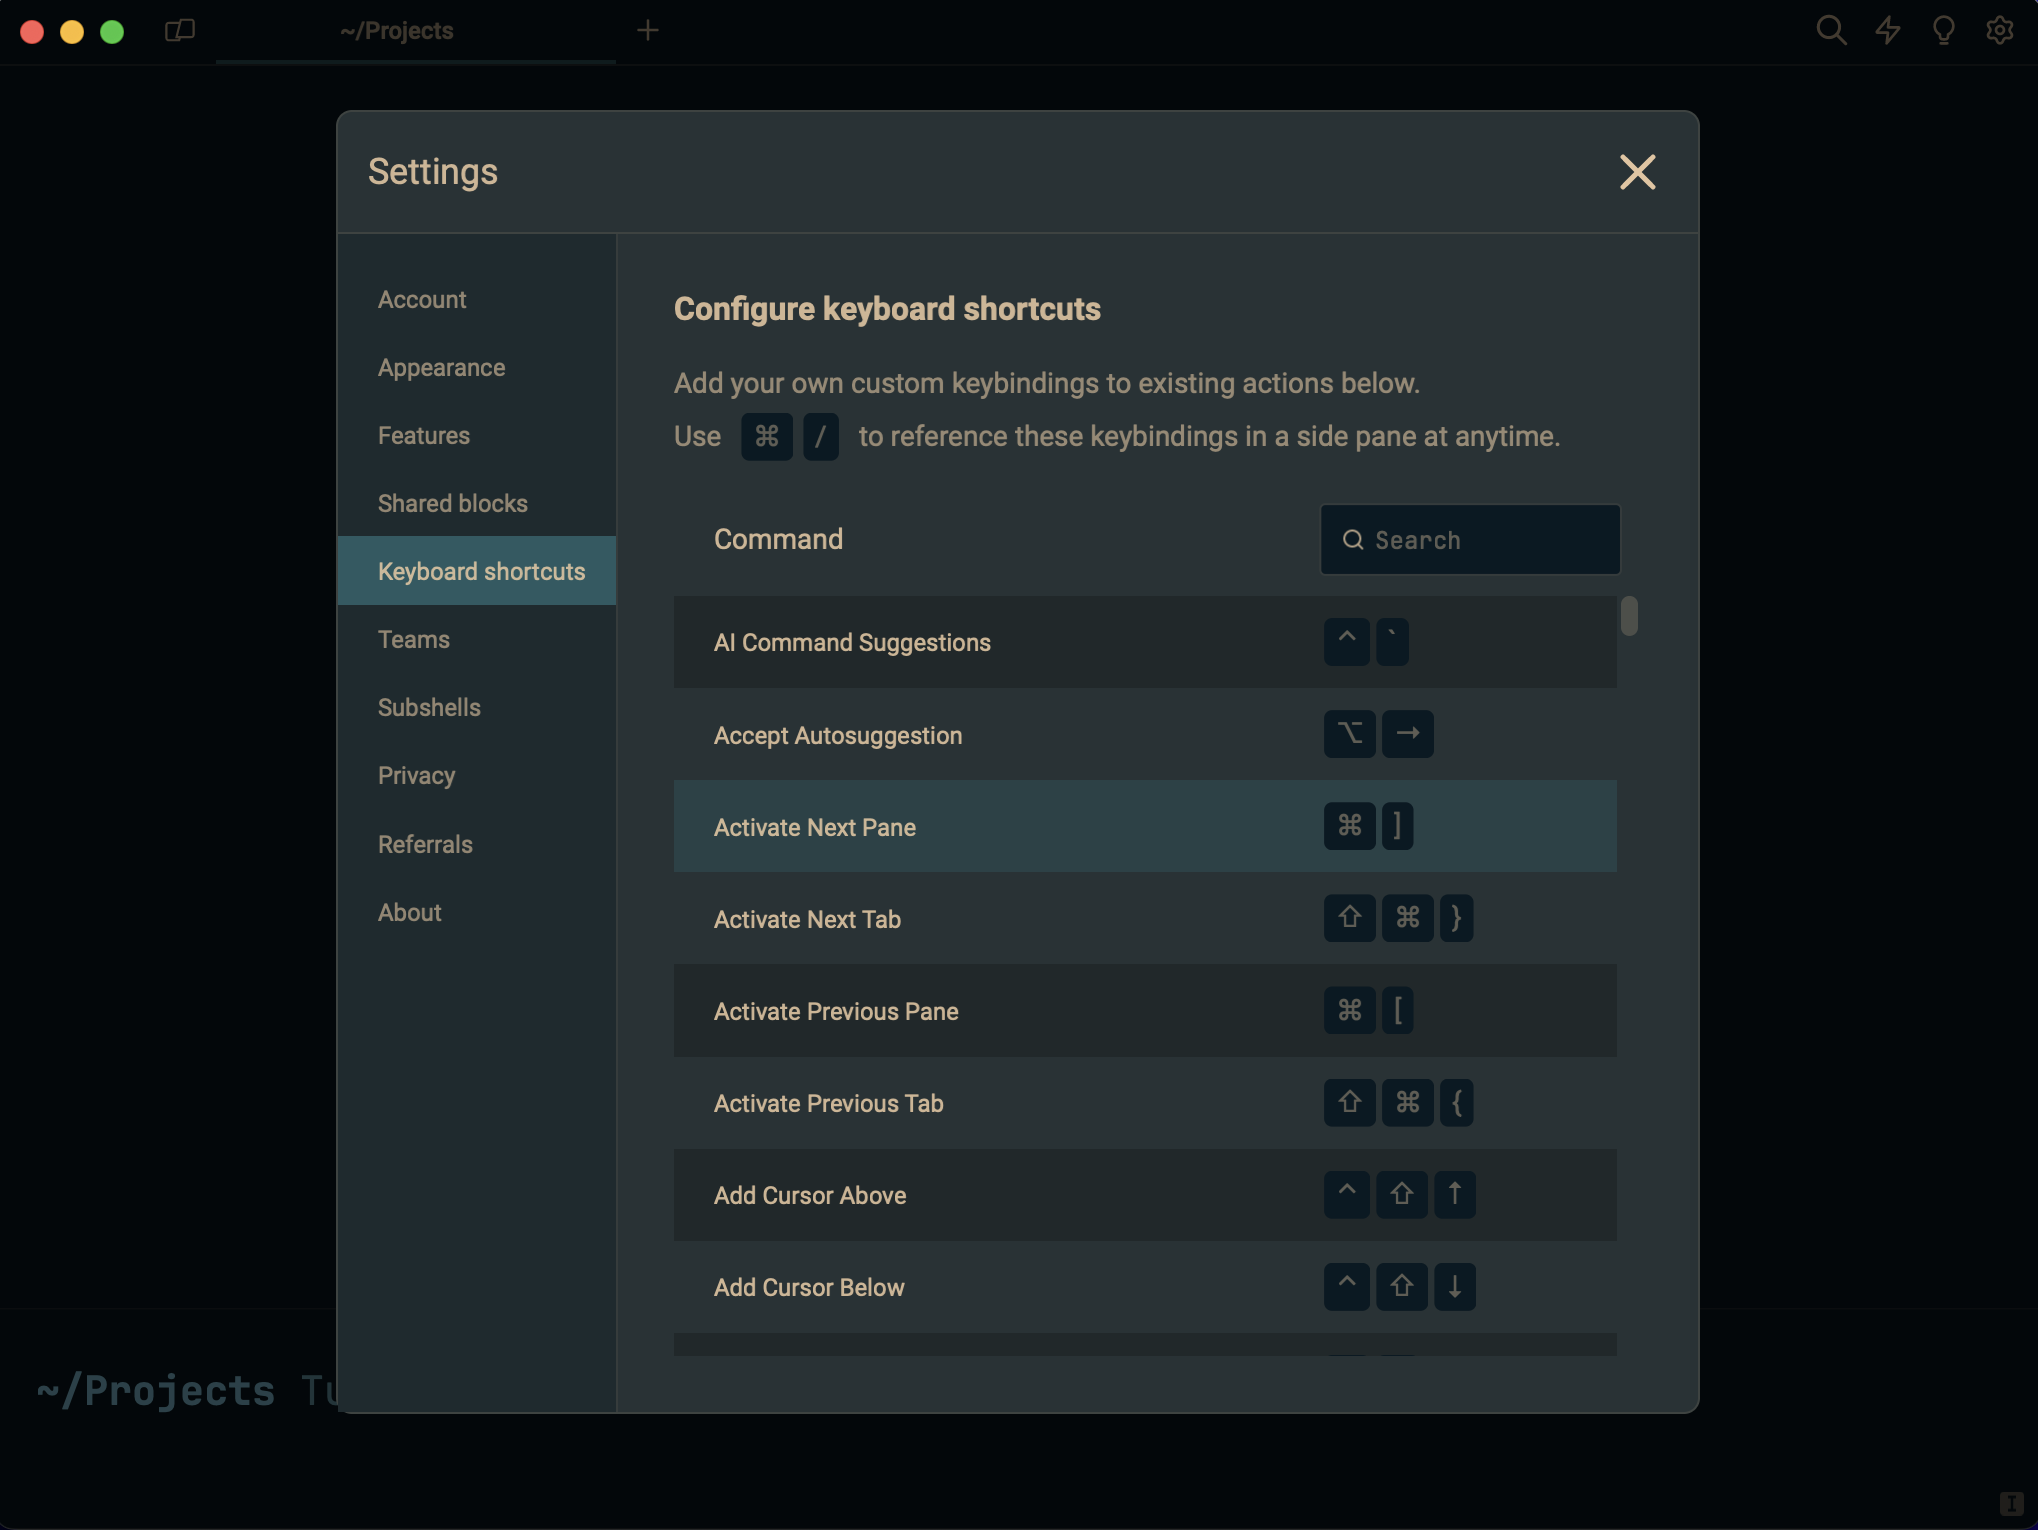 ~/Projects
Settings
Account
Appearance
Features
Shared blocks
Keyboard shortcuts
Teams
Subshells
Privacy
Referrals
About
Configure keyboard shortcuts
Add your own custom keybindings to existing actions below.
Use ⌘ / to reference these keybindings in a side pane at anytime.
Command
Search
AI Command Suggestions ^ `
Accept Autosuggestion ⌥ →
Activate Next Pane ⌘ ]
Activate Next Tab ⇧ ⌘ }
Activate Previous Pane ⌘ [
Activate Previous Tab ⇧ ⌘ {
Add Cursor Above ^ ⇧ ↑
Add Cursor Below ^ ⇧ ↓
~/Projects